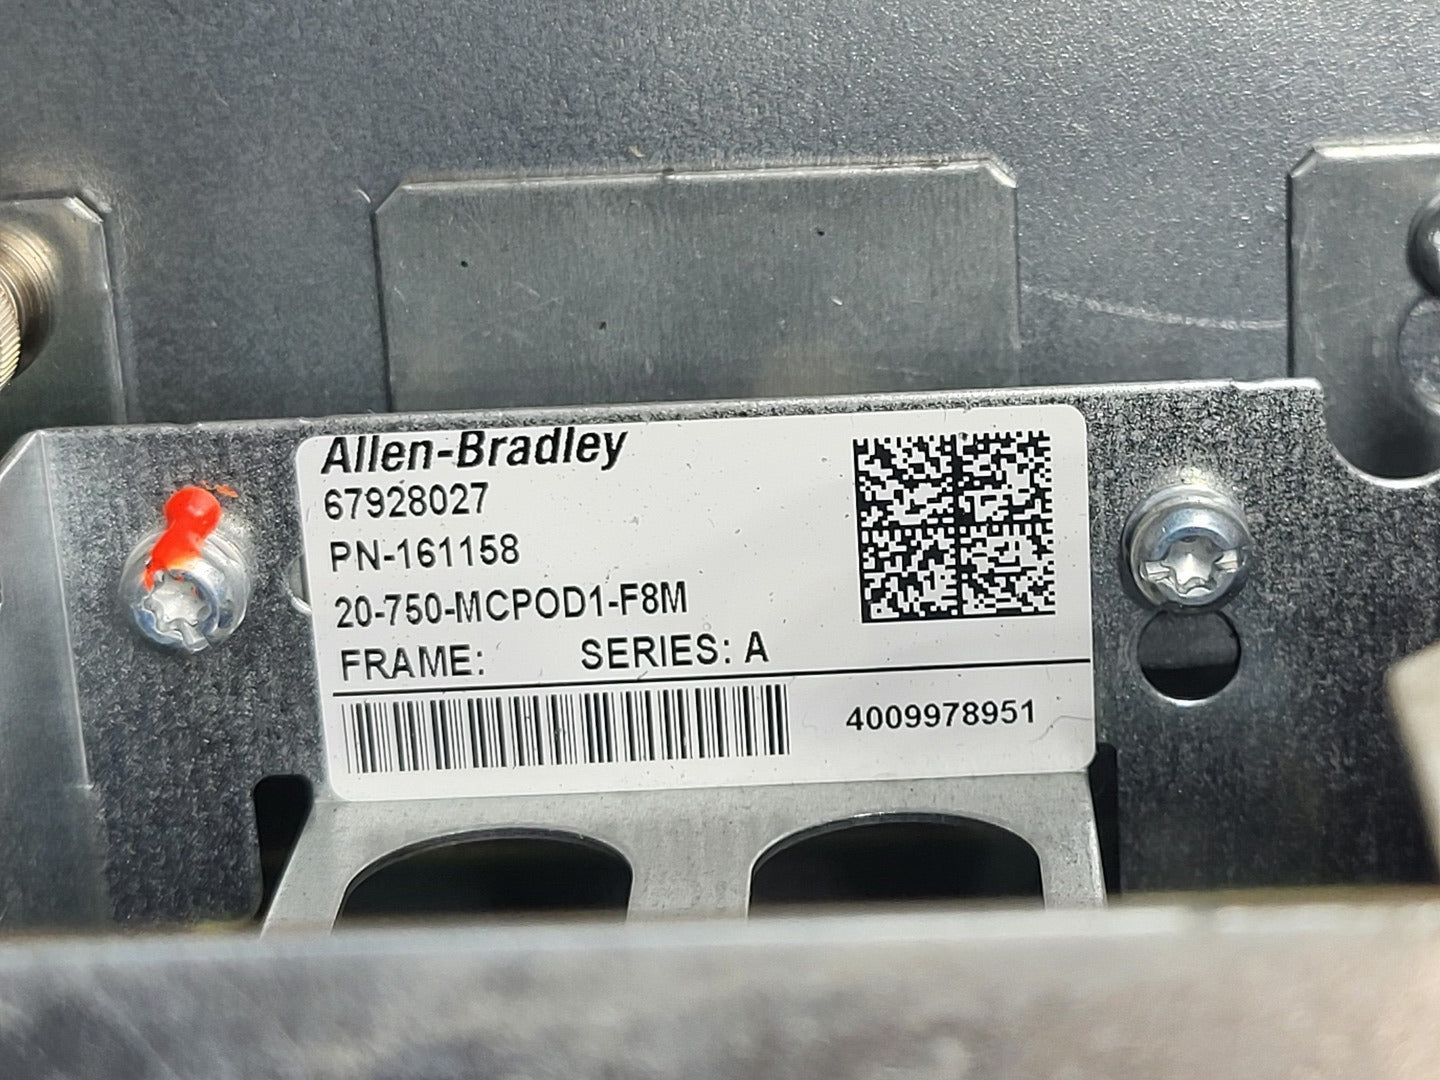 Allen-Bradley
67928027
PN-161158
20-750-MCPOD1-F8M
FRAME: SERIES: A
4009978951